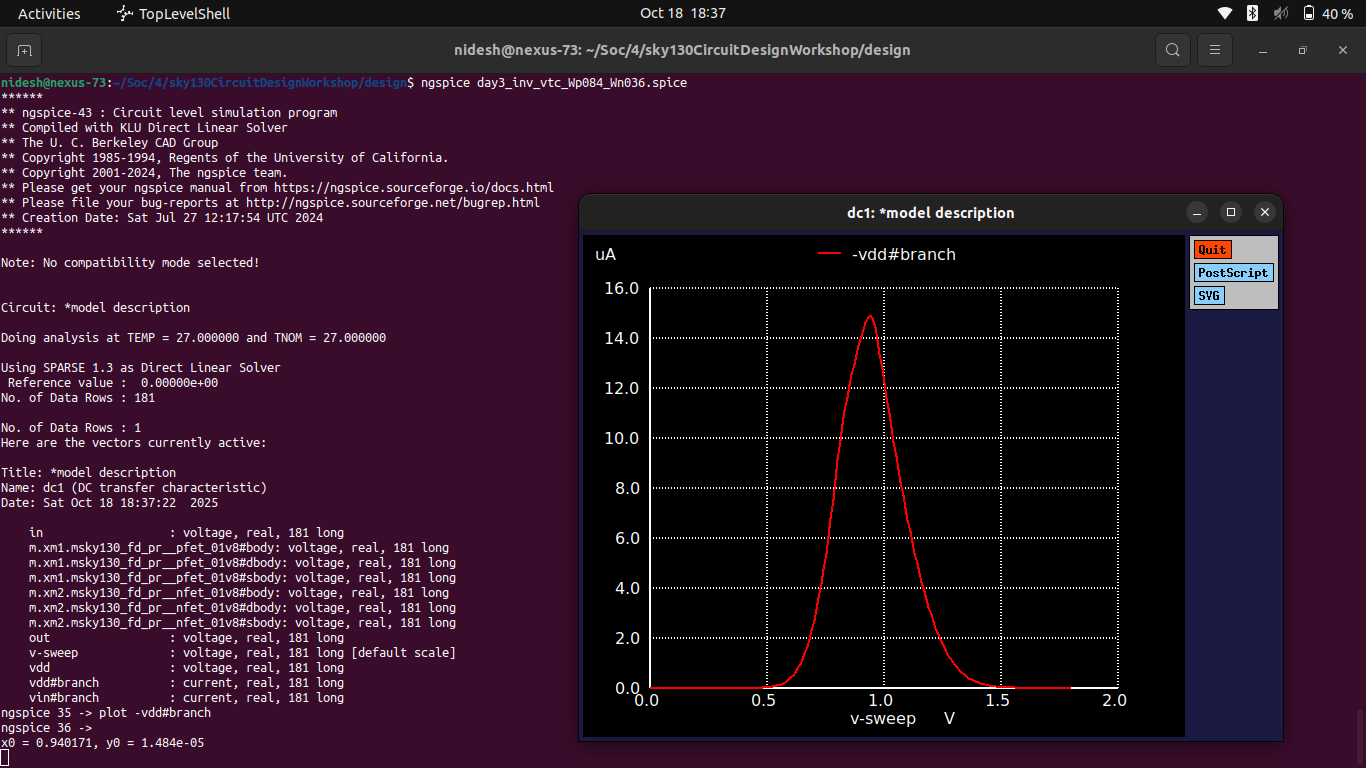 Activities
TopLevelShell
Oct 18 18:37
40 %
nidesh@nexus-73: ~/Soc/4/sky130CircuitDesignWorkshop/design
nidesh@nexus-73:~/Soc/4/sky130CircuitDesignWorkshop/design$ ngspice day3_inv_vtc_Wp084_Wn036.spice
******
** ngspice-43 : Circuit level simulation program
** Compiled with KLU Direct Linear Solver
** The U. C. Berkeley CAD Group
** Copyright 1985-1994, Regents of the University of California.
** Copyright 2001-2024, The ngspice team.
** Please get your ngspice manual from https://ngspice.sourceforge.io/docs.html
** Please file your bug-reports at http://ngspice.sourceforge.net/bugrep.html
** Creation Date: Sat Jul 27 12:17:54 UTC 2024
******
Note: No compatibility mode selected!
Circuit: *model description
Doing analysis at TEMP = 27.000000 and TNOM = 27.000000
Using SPARSE 1.3 as Direct Linear Solver
Reference value : 0.00000e+00
No. of Data Rows : 181
No. of Data Rows : 1
Here are the vectors currently active:
Title: *model description
Name: dc1 (DC transfer characteristic)
Date: Sat Oct 18 18:37:22 2025
in : voltage, real, 181 long
m.xm1.msky130_fd_pr__pfet_01v8#body: voltage, real, 181 long
m.xm1.msky130_fd_pr__pfet_01v8#dbody: voltage, real, 181 long
m.xm1.msky130_fd_pr__pfet_01v8#sbody: voltage, real, 181 long
m.xm2.msky130_fd_pr__nfet_01v8#body: voltage, real, 181 long
m.xm2.msky130_fd_pr__nfet_01v8#dbody: voltage, real, 181 long
m.xm2.msky130_fd_pr__nfet_01v8#sbody: voltage, real, 181 long
out : voltage, real, 181 long
v-sweep : voltage, real, 181 long [default scale]
vdd : voltage, real, 181 long
vdd#branch : current, real, 181 long
vin#branch : current, real, 181 long
ngspice 35 -> plot -vdd#branch
ngspice 36 ->
x0 = 0.940171, y0 = 1.484e-05
dc1: *model description
uA
-vdd#branch
Quit
PostScript
SVG
16.0
14.0
12.0
10.0
8.0
6.0
4.0
2.0
0.0
0.0 0.5 1.0 1.5 2.0
v-sweep V